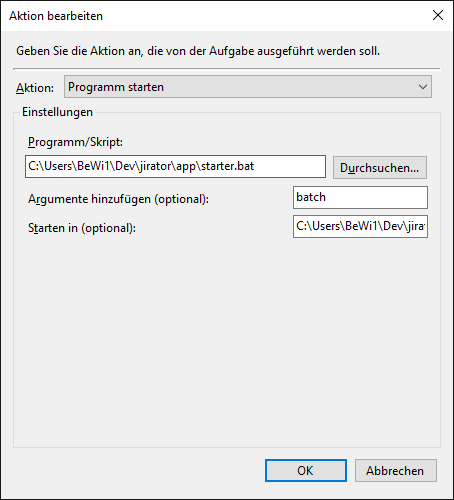 Aktion bearbeiten
Geben Sie die Aktion an, die von der Aufgabe ausgeführt werden soll.
Aktion: Programm starten
Einstellungen
Programm/Skript:
C:\Users\BeWi1\Dev\jirator\app\starter.bat Durchsuchen...
Argumente hinzufügen (optional): batch
Starten in (optional): C:\Users\BeWi1\Dev\jirat
OK Abbrechen